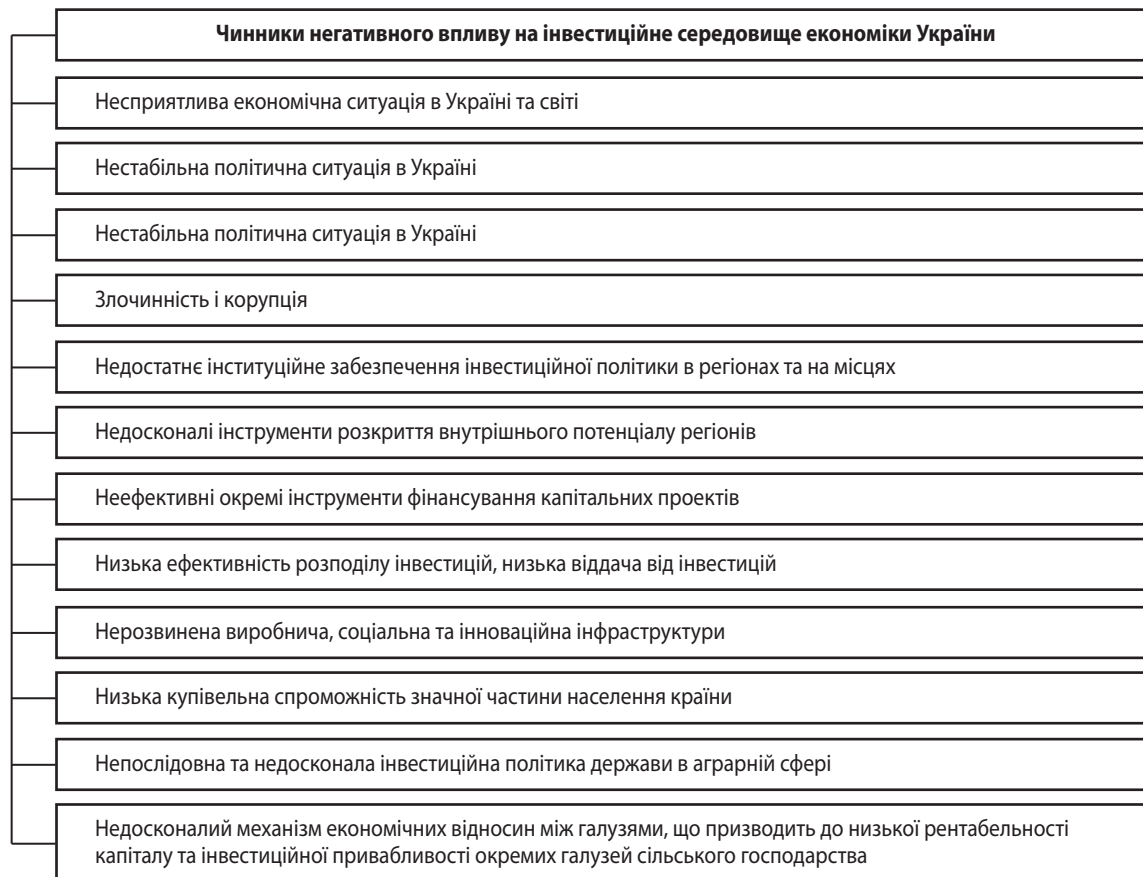 Чинники негативного впливу на інвестиційне середовище економіки України
Несприятлива економічна ситуація в Україні та світі
Нестабільна політична ситуація в Україні
Нестабільна політична ситуація в Україні
Злочинність і корупція
Недостатнє інституційне забезпечення інвестиційної політики в регіонах та на місцях
Недосконалі інструменти розкриття внутрішнього потенціалу регіонів
Неефективні окремі інструменти фінансування капітальних проектів
Низька ефективність розподілу інвестицій, низька віддача від інвестицій
Нерозвинена виробнича, соціальна та інноваційна інфраструктури
Низька купівельна спроможність значної частини населення країни
Непослідовна та недосконала інвестиційна політика держави в аграрній сфері
Недосконалий механізм економічних відносин між галузями, що призводить до низької рентабельності
капіталу та інвестиційної привабливості окремих галузей сільського господарства